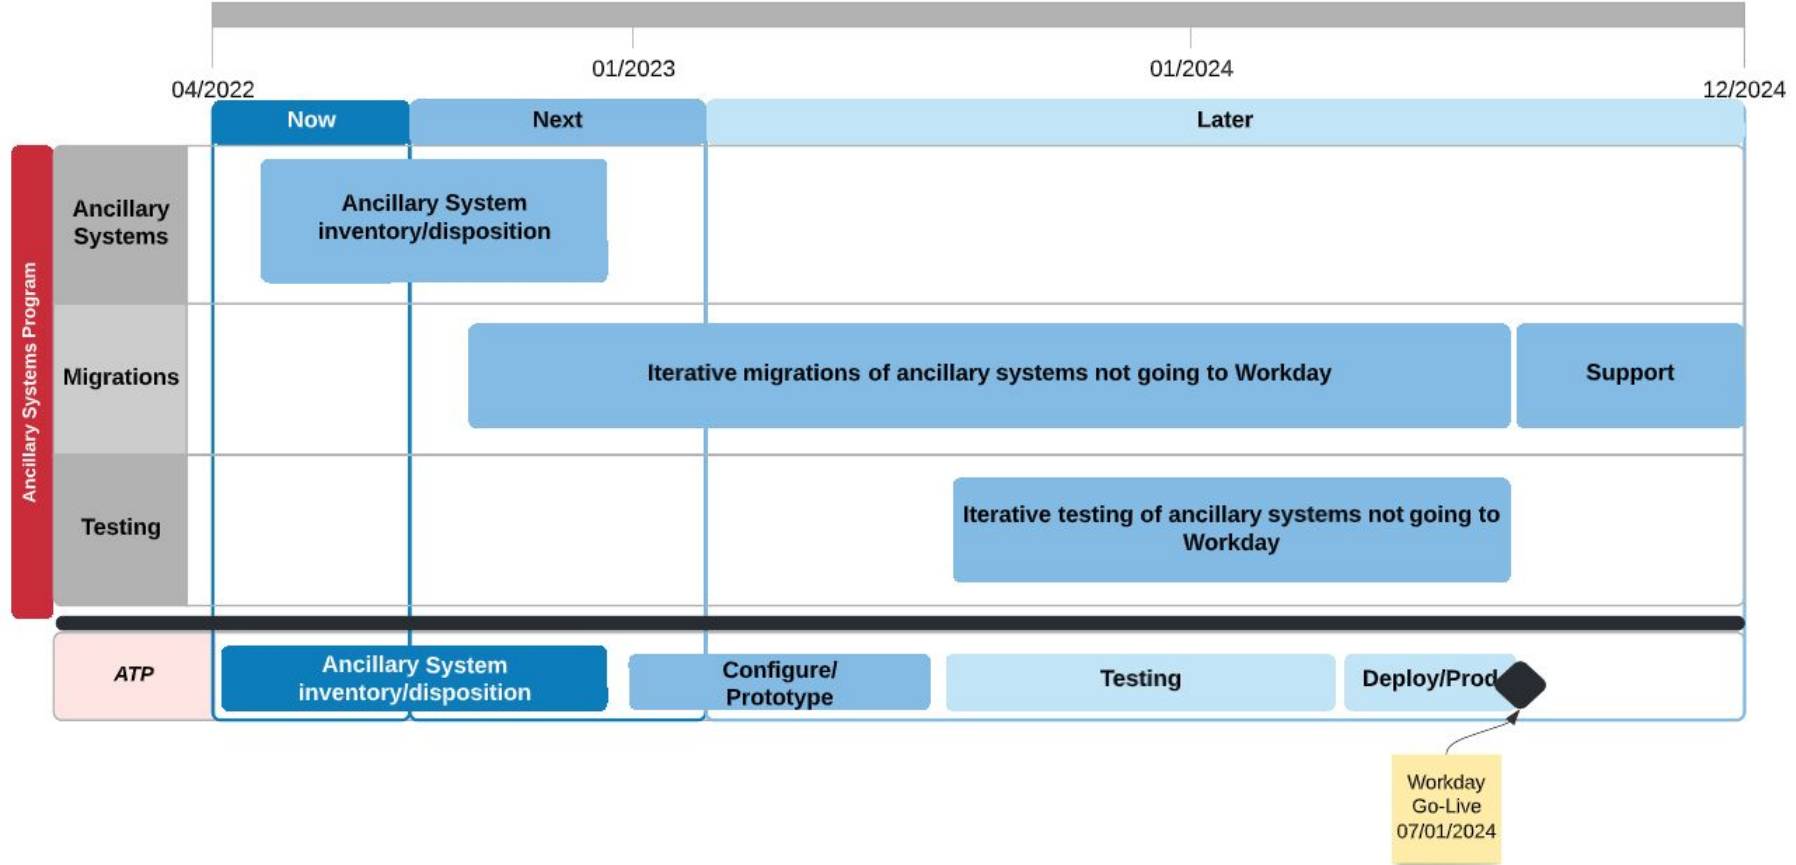 01/2023
01/2024
04/2022
12/2024
Now
Next
Later
Ancillary Systems Program
Ancillary
Systems
Ancillary System
inventory/disposition
Migrations
Iterative migrations of ancillary systems not going to Workday
Support
Testing
Iterative testing of ancillary systems not going to
Workday
ATP
Ancillary System
inventory/disposition
Configure/
Prototype
Testing
Deploy/Prod
Workday
Go-Live
07/01/2024